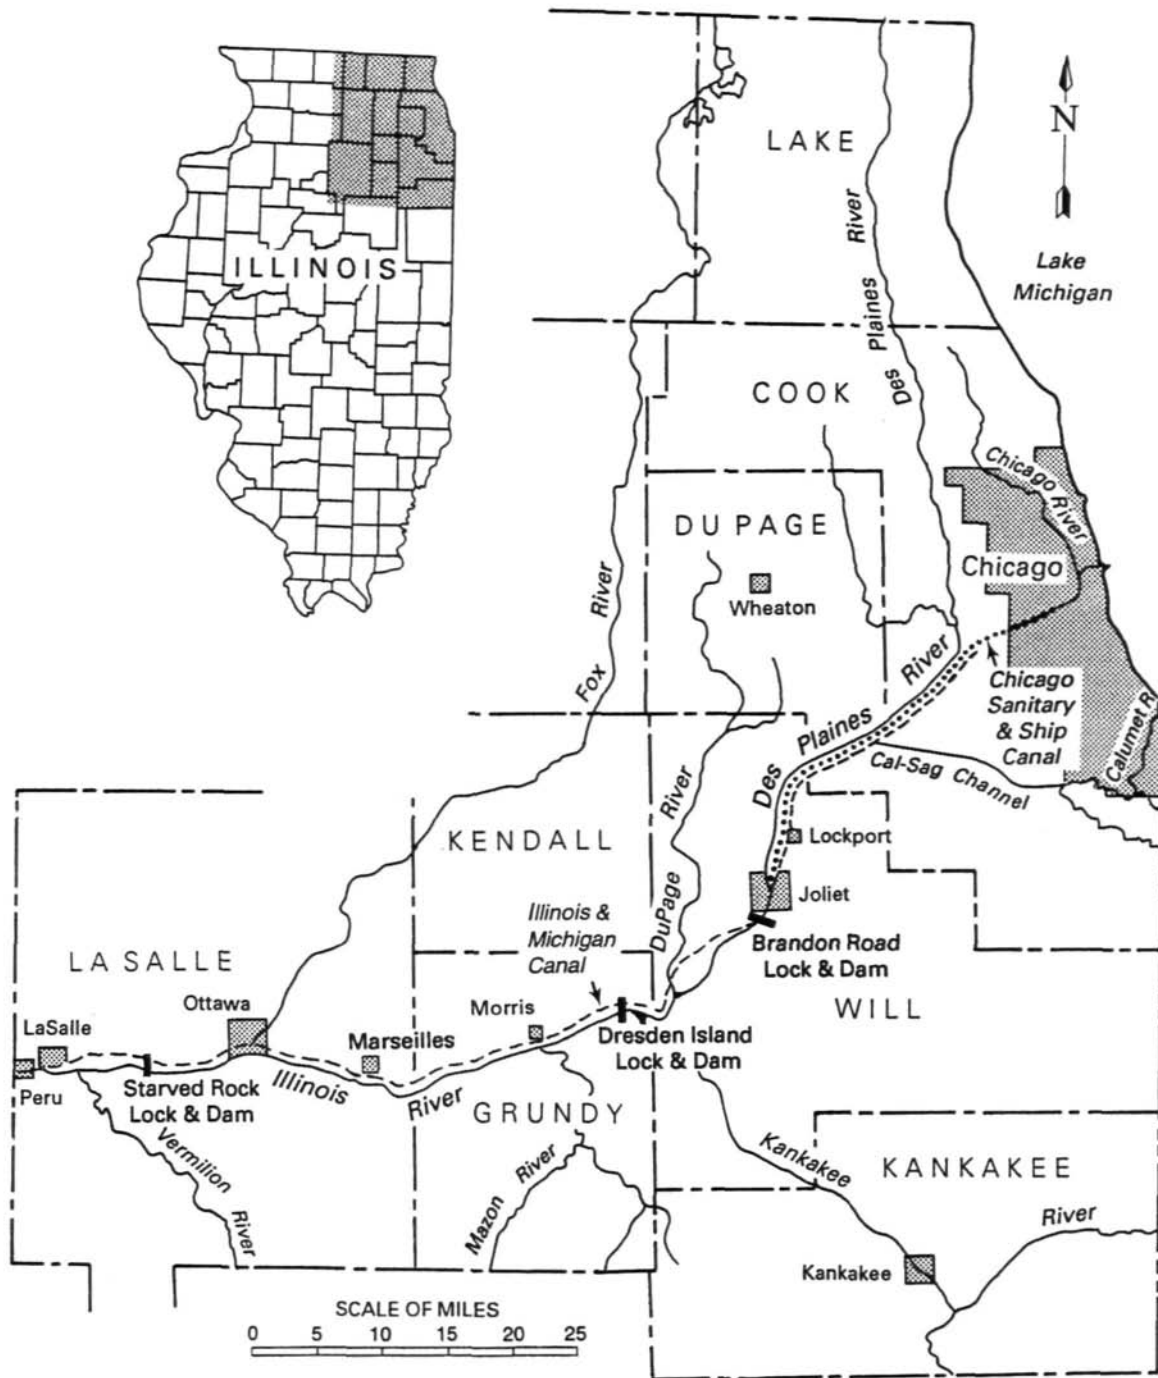 ILLINOIS
LAKE
N
Lake
Michigan
River
Plaines
Des
COOK
Chicago River
DU PAGE
Wheaton
Chicago
River
Fox
River
Plaines
Des
Chicago
Sanitary
& Ship
Canal
Calumet R.
Cal-Sag Channel
Lockport
Joliet
KENDALL
River
DuPage
Illinois &
Michigan
Canal
Brandon Road
Lock & Dam
WILL
LA SALLE
Ottawa
LaSalle
Peru
Starved Rock
Lock & Dam
Marseilles
Morris
Dresden Island
Lock & Dam
Illinois
River
GRUNDY
Vermilion
River
Mazon
River
Kankakee
River
KANKAKEE
Kankakee
SCALE OF MILES
0 5 10 15 20 25